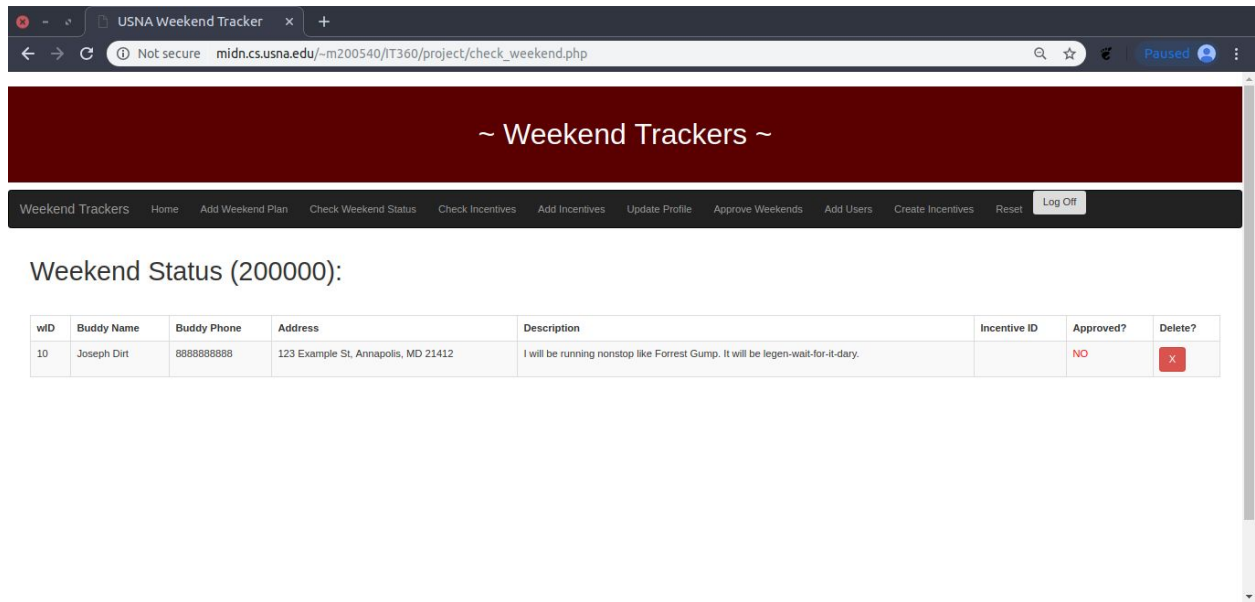 USNA Weekend Tracker
Not secure midn.cs.usna.edu/~m200540/IT360/project/check_weekend.php
Paused
~ Weekend Trackers ~
Weekend Trackers Home Add Weekend Plan Check Weekend Status Check Incentives Add Incentives Update Profile Approve Weekends Add Users Create Incentives Reset Log Off
Weekend Status (200000):
wID Buddy Name Buddy Phone Address Description Incentive ID Approved? Delete?
10 Joseph Dirt 8888888888 123 Example St, Annapolis, MD 21412 I will be running nonstop like Forrest Gump. It will be legen-wait-for-it-dary. NO X